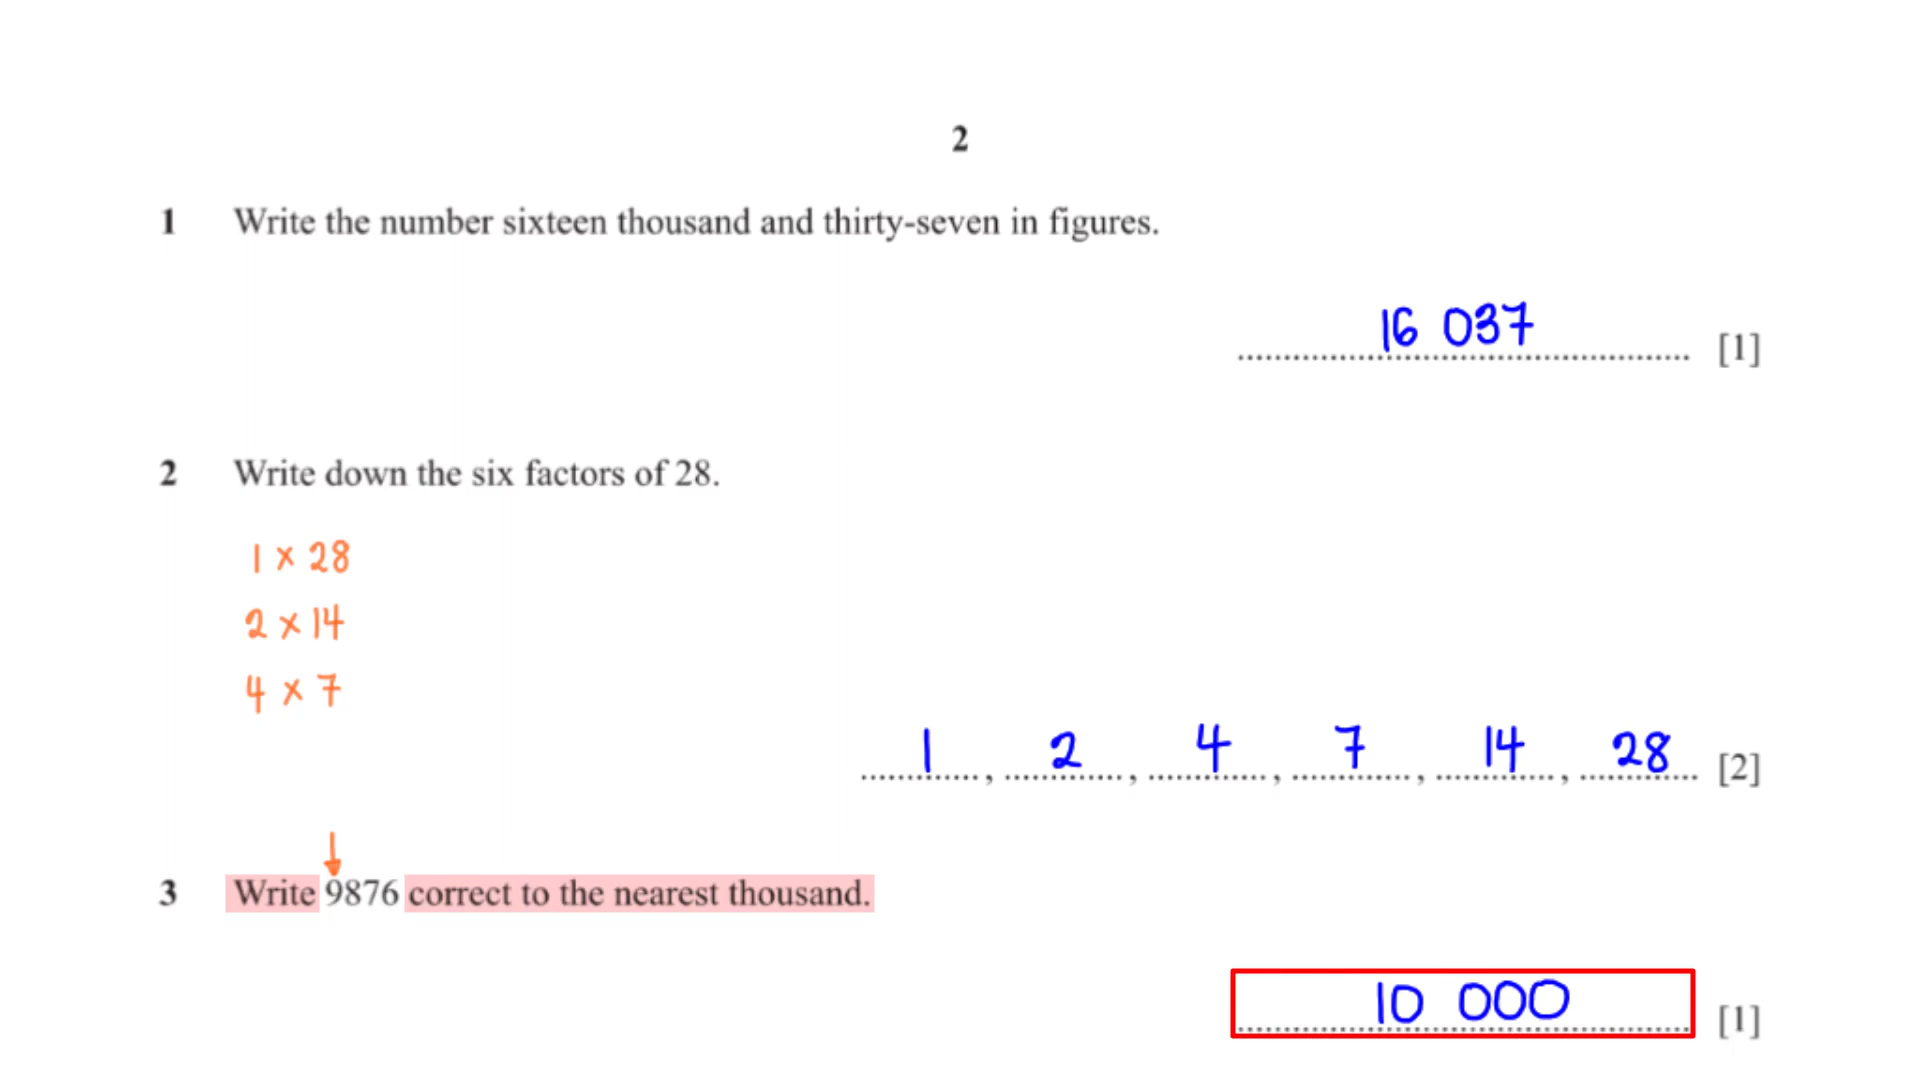 2
1 Write the number sixteen thousand and thirty-seven in figures.
16 037
[1]
2 Write down the six factors of 28.
1 × 28
2 × 14
4 × 7
1 , 2 , 4 , 7 , 14 , 28 [2]
3 Write 9876 correct to the nearest thousand.
10 000
[1]